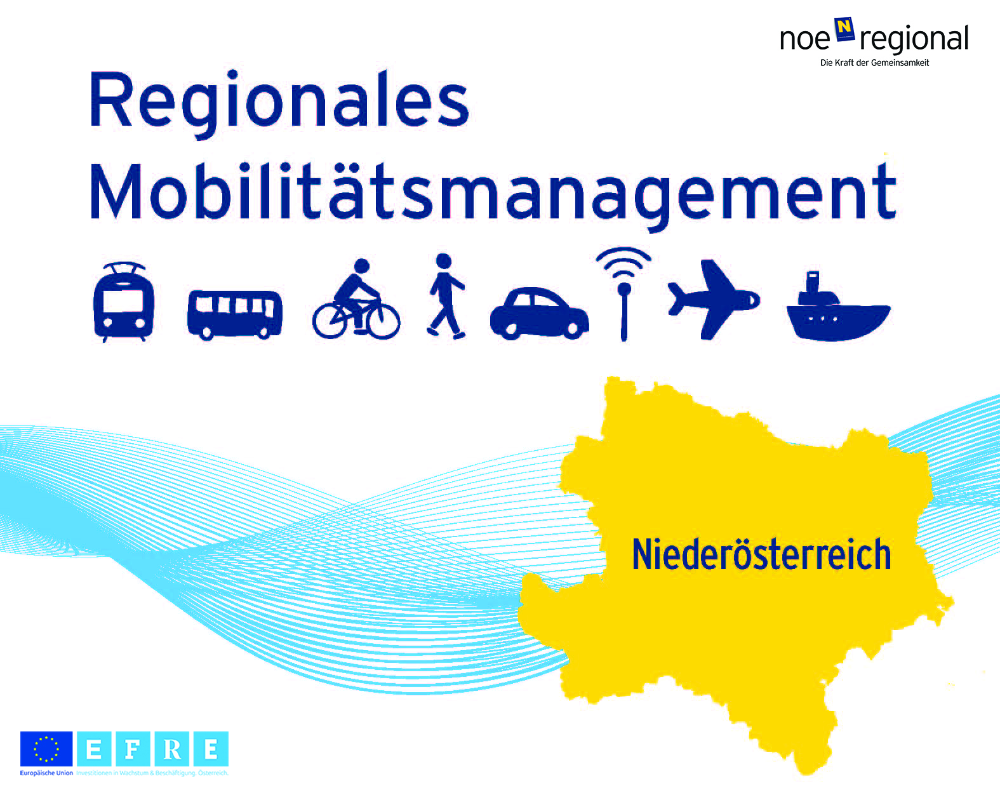 noe N regional
Die Kraft der Gemeinsamkeit
Regionales
Mobilitätsmanagement
Niederösterreich
E F R E
Europäische Union Investitionen in Wachstum & Beschäftigung. Österreich.